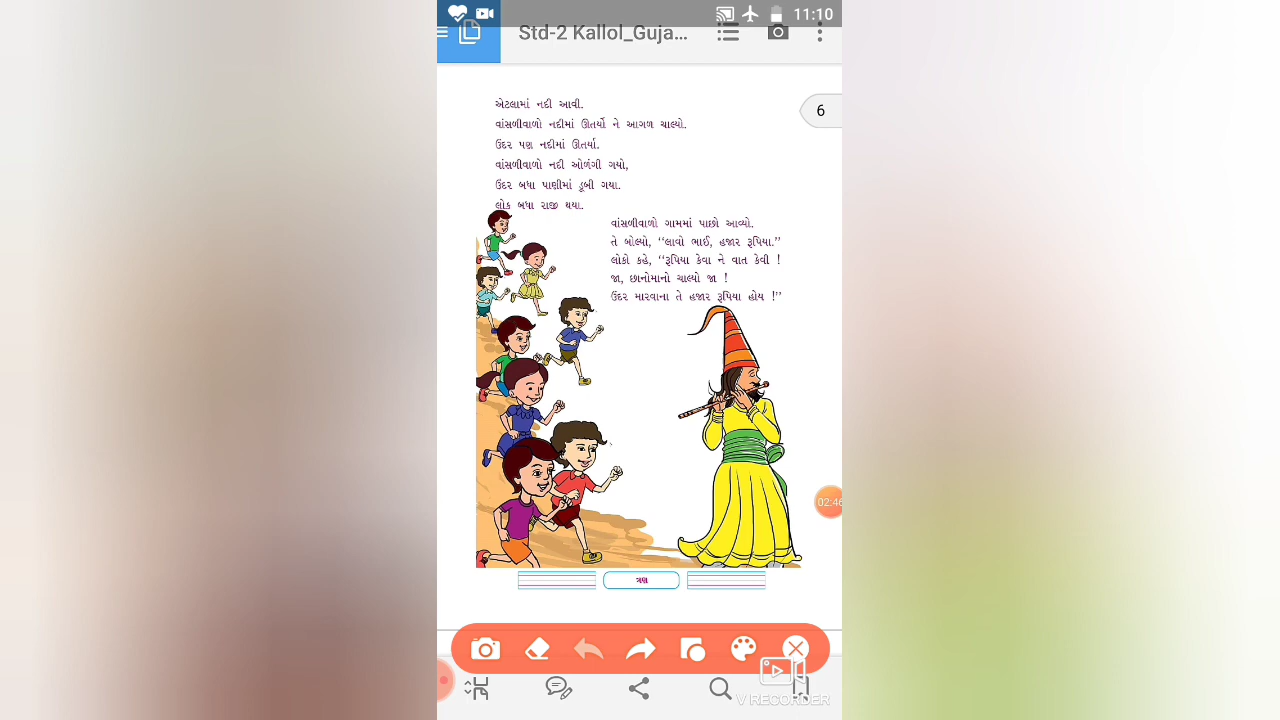 11:10
Std-2 Kallol_Guja...
6
એટલામાં નદી આવી.
વાંસળીવાળો નદીમાં ઊતર્યો ને આગળ ચાલ્યો.
ઉંદર પણ નદીમાં ઊતર્યા.
વાંસળીવાળો નદી ઓળંગી ગયો,
ઉંદર બધા પાણીમાં ડૂબી ગયા.
લોક બધા રાજી થયા.
વાંસળીવાળો ગામમાં પાછો આવ્યો.
તે બોલ્યો, “લાવો ભાઈ, હજાર રૂપિયા.”
લોકો કહે, “રૂપિયા કેવા ને વાત કેવી !
જા, છાનોમાનો ચાલ્યો જા !
ઉંદર મારવાના તે હજાર રૂપિયા હોય !”
02:46
ત્રણ
V RECORDER